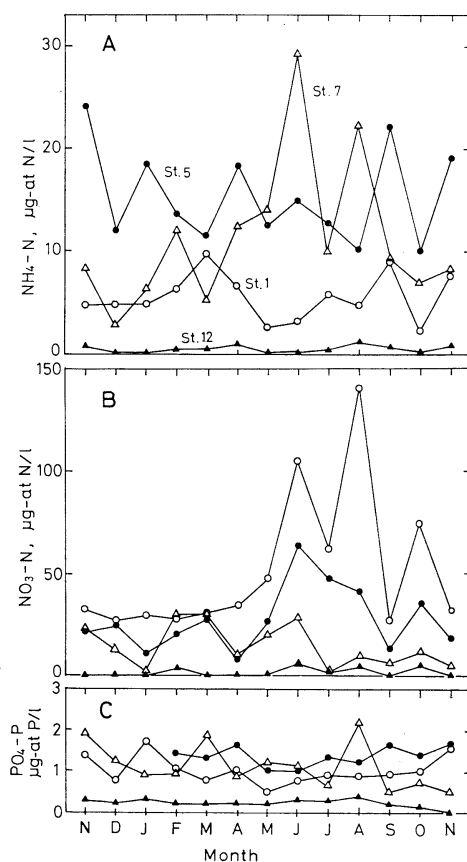 A
30
20
10
0
NH4-N, µg-at N/l
St.7
St.5
St.1
St.12
B
150
100
50
0
NO3-N, µg-at N/l
C
3
2
1
0
PO4-P
µg-at P/l
N D J F M A M J J A S O N
Month